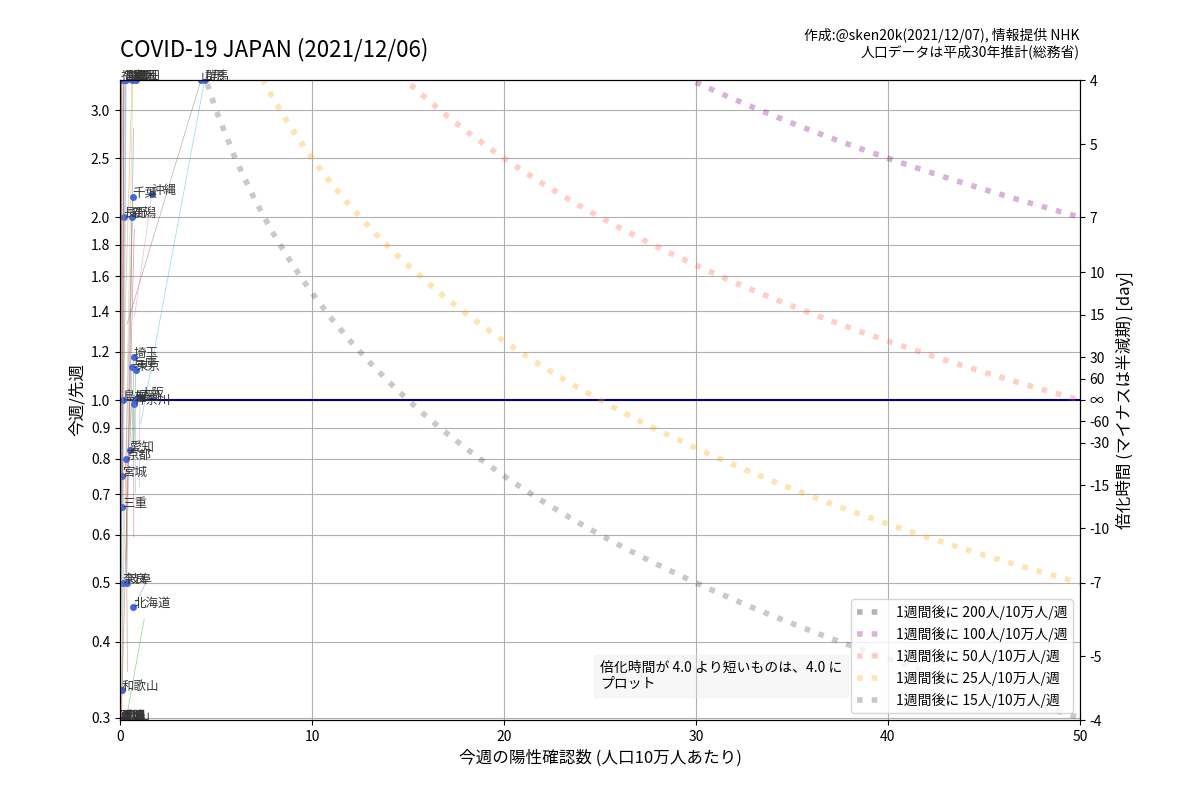 COVID-19 JAPAN (2021/12/06)
作成:@sken20k(2021/12/07), 情報提供 NHK
人口データは平成30年推計(総務省)
群馬
4
3.0
5
2.5
千葉
沖縄
2.0
長野
新潟
7
1.8
1.6
10
1.4
15
1.2
埼玉
30
兵庫
東京
60
1.0
大阪
神奈川
∞
0.9
-60
愛知
-30
0.8
京都
宮城
0.7
-15
三重
0.6
-10
0.5
奈良
岐阜
-7
北海道
0.4
-5
和歌山
0.3
-4
今週/先週
倍化時間 (マイナスは半減期) [day]
倍化時間が 4.0 より短いものは、4.0 に
プロット
1週間後に 200人/10万人/週
1週間後に 100人/10万人/週
1週間後に 50人/10万人/週
1週間後に 25人/10万人/週
1週間後に 15人/10万人/週
0
10
20
30
40
50
今週の陽性確認数 (人口10万人あたり)